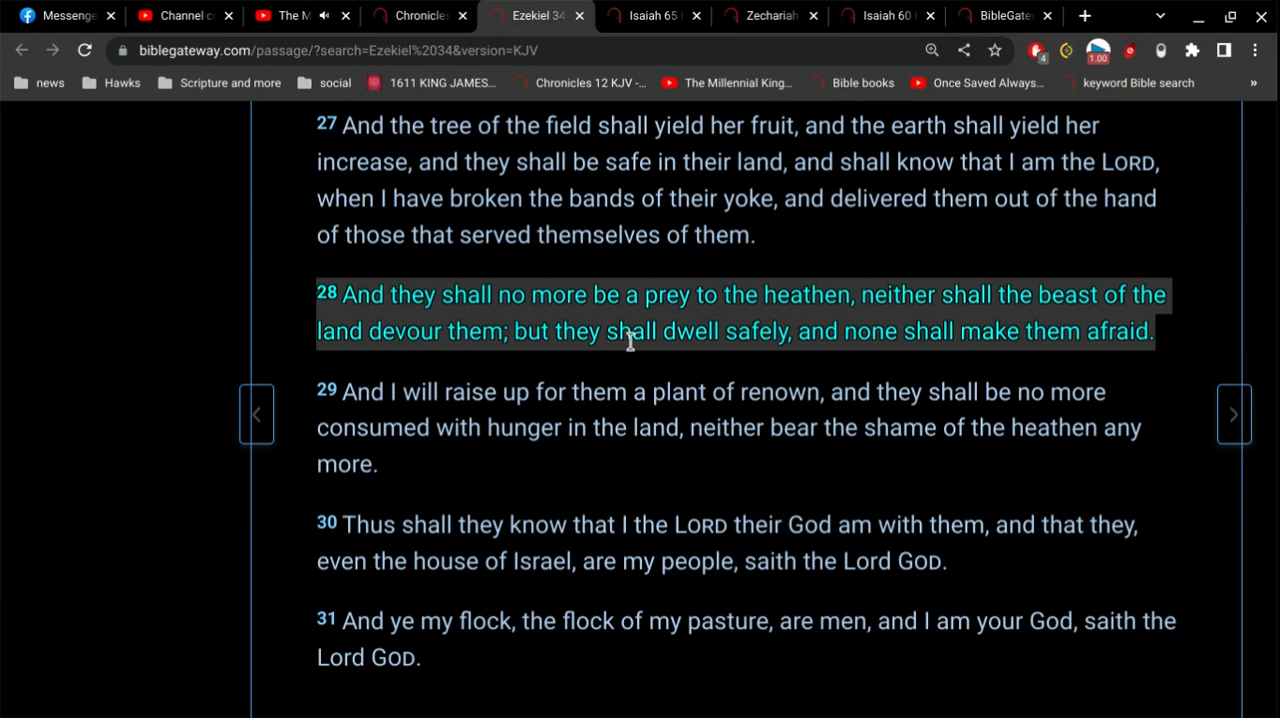 Messenge
Channel c
The M
Chronicles
Ezekiel 34
Isaiah 65
Zechariah
Isaiah 60
BibleGate
biblegateway.com/passage/?search=Ezekiel%2034&version=KJV
4
1.00
news
Hawks
Scripture and more
social
1611 KING JAMES...
Chronicles 12 KJV -...
The Millennial King...
Bible books
Once Saved Always...
keyword Bible search
»
27 And the tree of the field shall yield her fruit, and the earth shall yield her
increase, and they shall be safe in their land, and shall know that I am the LORD,
when I have broken the bands of their yoke, and delivered them out of the hand
of those that served themselves of them.
28 And they shall no more be a prey to the heathen, neither shall the beast of the
land devour them; but they shall dwell safely, and none shall make them afraid.
29 And I will raise up for them a plant of renown, and they shall be no more
consumed with hunger in the land, neither bear the shame of the heathen any
more.
30 Thus shall they know that I the LORD their God am with them, and that they,
even the house of Israel, are my people, saith the Lord GOD.
31 And ye my flock, the flock of my pasture, are men, and I am your God, saith the
Lord GOD.